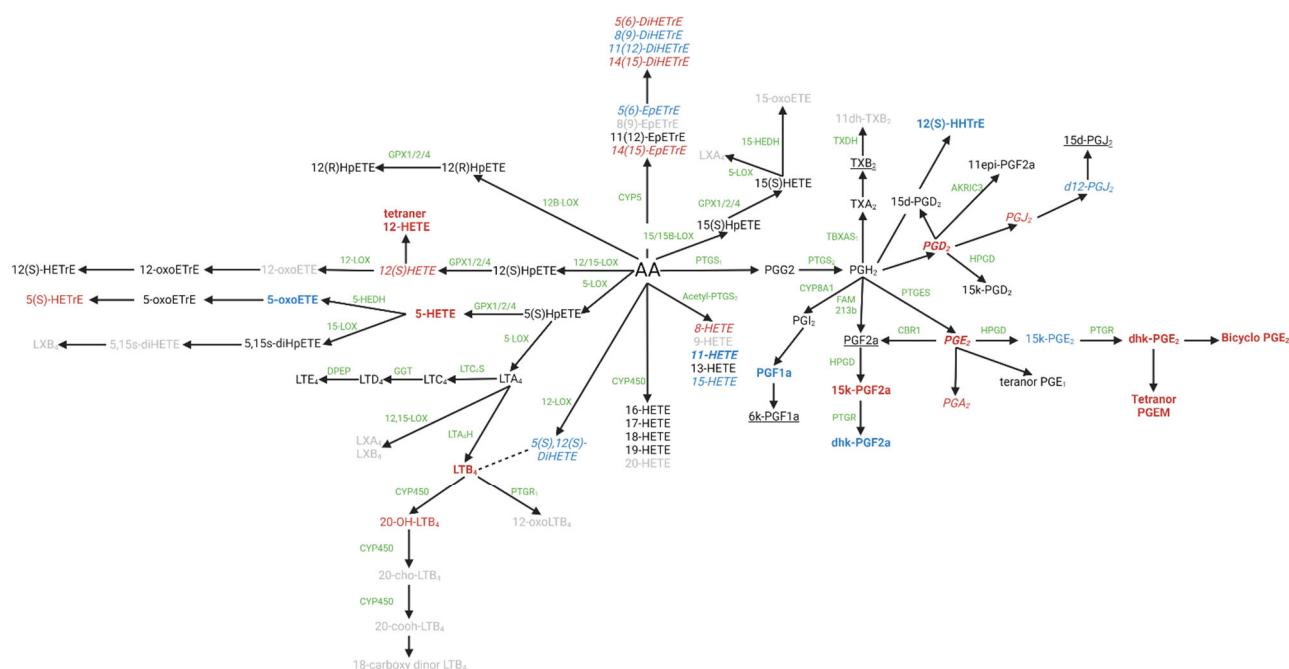 5(6)-DiHETrE
8(9)-DiHETrE
11(12)-DiHETrE
14(15)-DiHETrE
5(6)-EpETrE
8(9)-EpETrE
11(12)-EpETrE
14(15)-EpETrE
CYP5
15-oxoETE
15-HEDH
LXA₄
5-LOX
15(S)HETE
GPX1/2/4
15(S)HpETE
15/15B-LOX
11dh-TXB₂
TXDH
TXB₂
TXA₂
TBXAS₁
12(S)-HHTrE
15d-PGD₂
11epi-PGF2a
AKRIC3
15d-PGJ₂
d12-PGJ₂
PGJ₂
PGD₂
HPGD
15k-PGD₂
12(R)HpETE
GPX1/2/4
12(R)HpETE
12B-LOX
tetraner
12-HETE
12(S)-HETrE
12-oxoETrE
12-oxoETE
12-LOX
12(S)HETE
GPX1/2/4
12(S)HpETE
12/15-LOX
AA
PTGS₁
PGG2
PTGS₂
PGH₂
5(S)-HETrE
5-oxoETrE
5-oxoETE
5-HEDH
5-HETE
GPX1/2/4
5(S)HpETE
5-LOX
15-LOX
LXB₄
5,15s-diHETE
5,15s-diHpETE
5-LOX
LTE₄
DPEP
LTD₄
GGT
LTC₄
LTC₄S
LTA₄
12,15-LOX
LXA₄
LXB₄
LTA₄H
LTB₄
12-LOX
5(S),12(S)-
DiHETE
CYP450
20-OH-LTB₄
PTGR₁
12-oxoLTB₄
CYP450
20-cho-LTB₄
CYP450
20-cooh-LTB₄
18-carboxy dinor LTB₄
Acetyl-PTGS₂
8-HETE
9-HETE
11-HETE
13-HETE
15-HETE
CYP450
16-HETE
17-HETE
18-HETE
19-HETE
20-HETE
CYP8A1
PGI₂
PGF1a
6k-PGF1a
FAM
213b
PGF2a
HPGD
15k-PGF2a
PTGR
dhk-PGF2a
PTGES
CBR1
PGE₂
HPGD
15k-PGE₂
PTGR
dhk-PGE₂
Bicyclo PGE₂
teranor PGE₁
PGA₂
Tetranor
PGEM